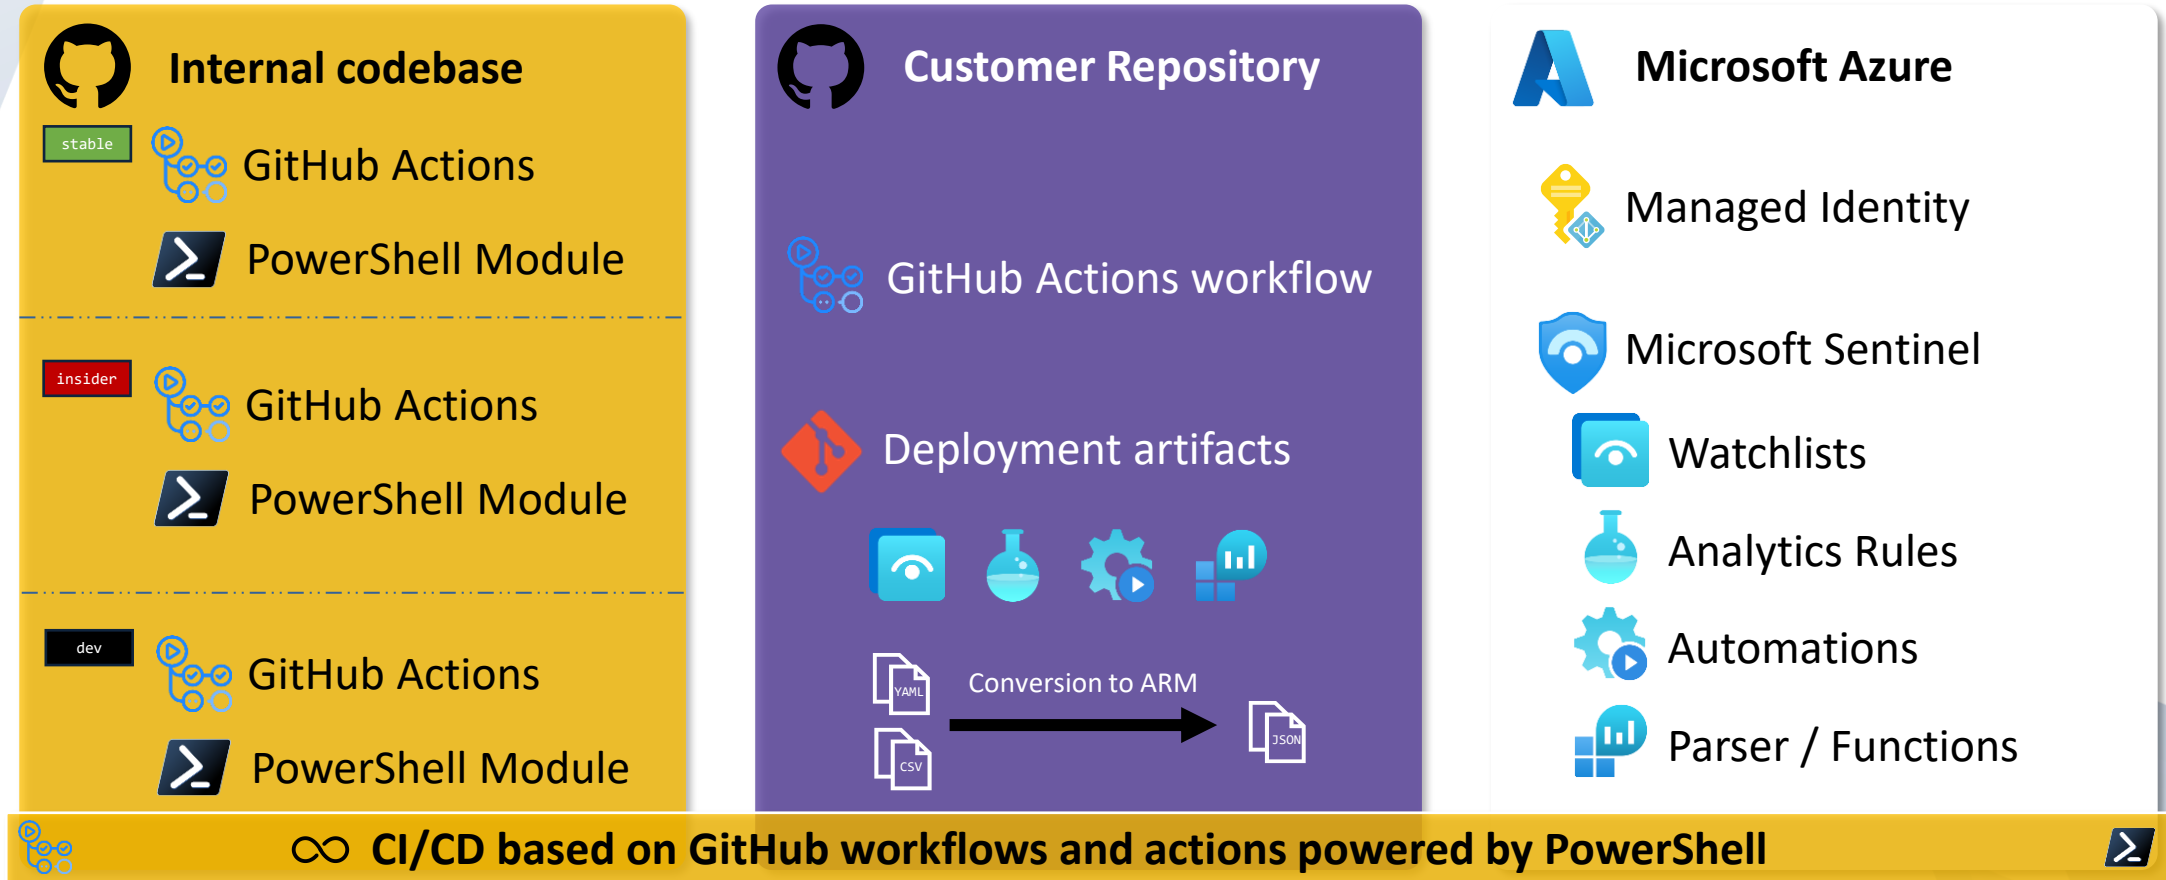 Internal codebase
stable
GitHub Actions
PowerShell Module
insider
GitHub Actions
PowerShell Module
dev
GitHub Actions
PowerShell Module
Customer Repository
GitHub Actions workflow
Deployment artifacts
YAML
Conversion to ARM
JSON
CSV
Microsoft Azure
Managed Identity
Microsoft Sentinel
Watchlists
Analytics Rules
Automations
Parser / Functions
CI/CD based on GitHub workflows and actions powered by PowerShell